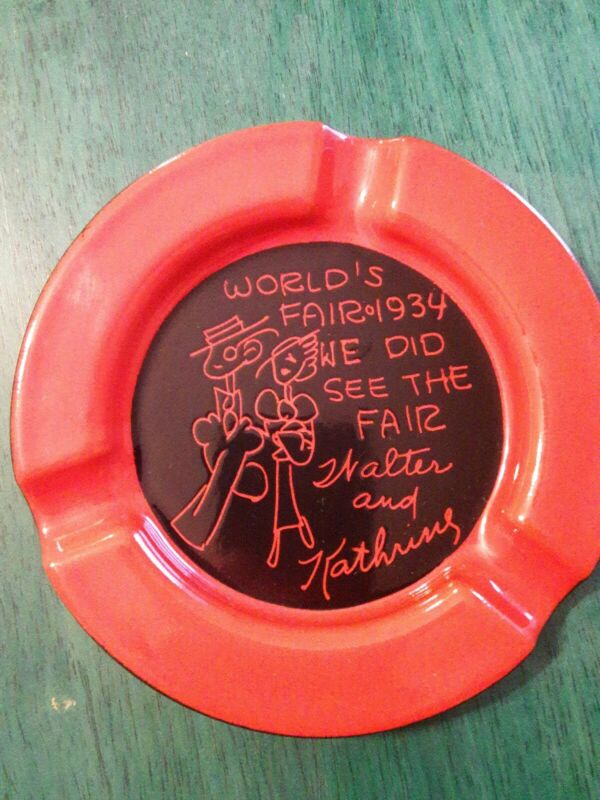 WORLD'S
FAIR°1934
WE DID
SEE THE
FAIR
Walter
and
Kathrine